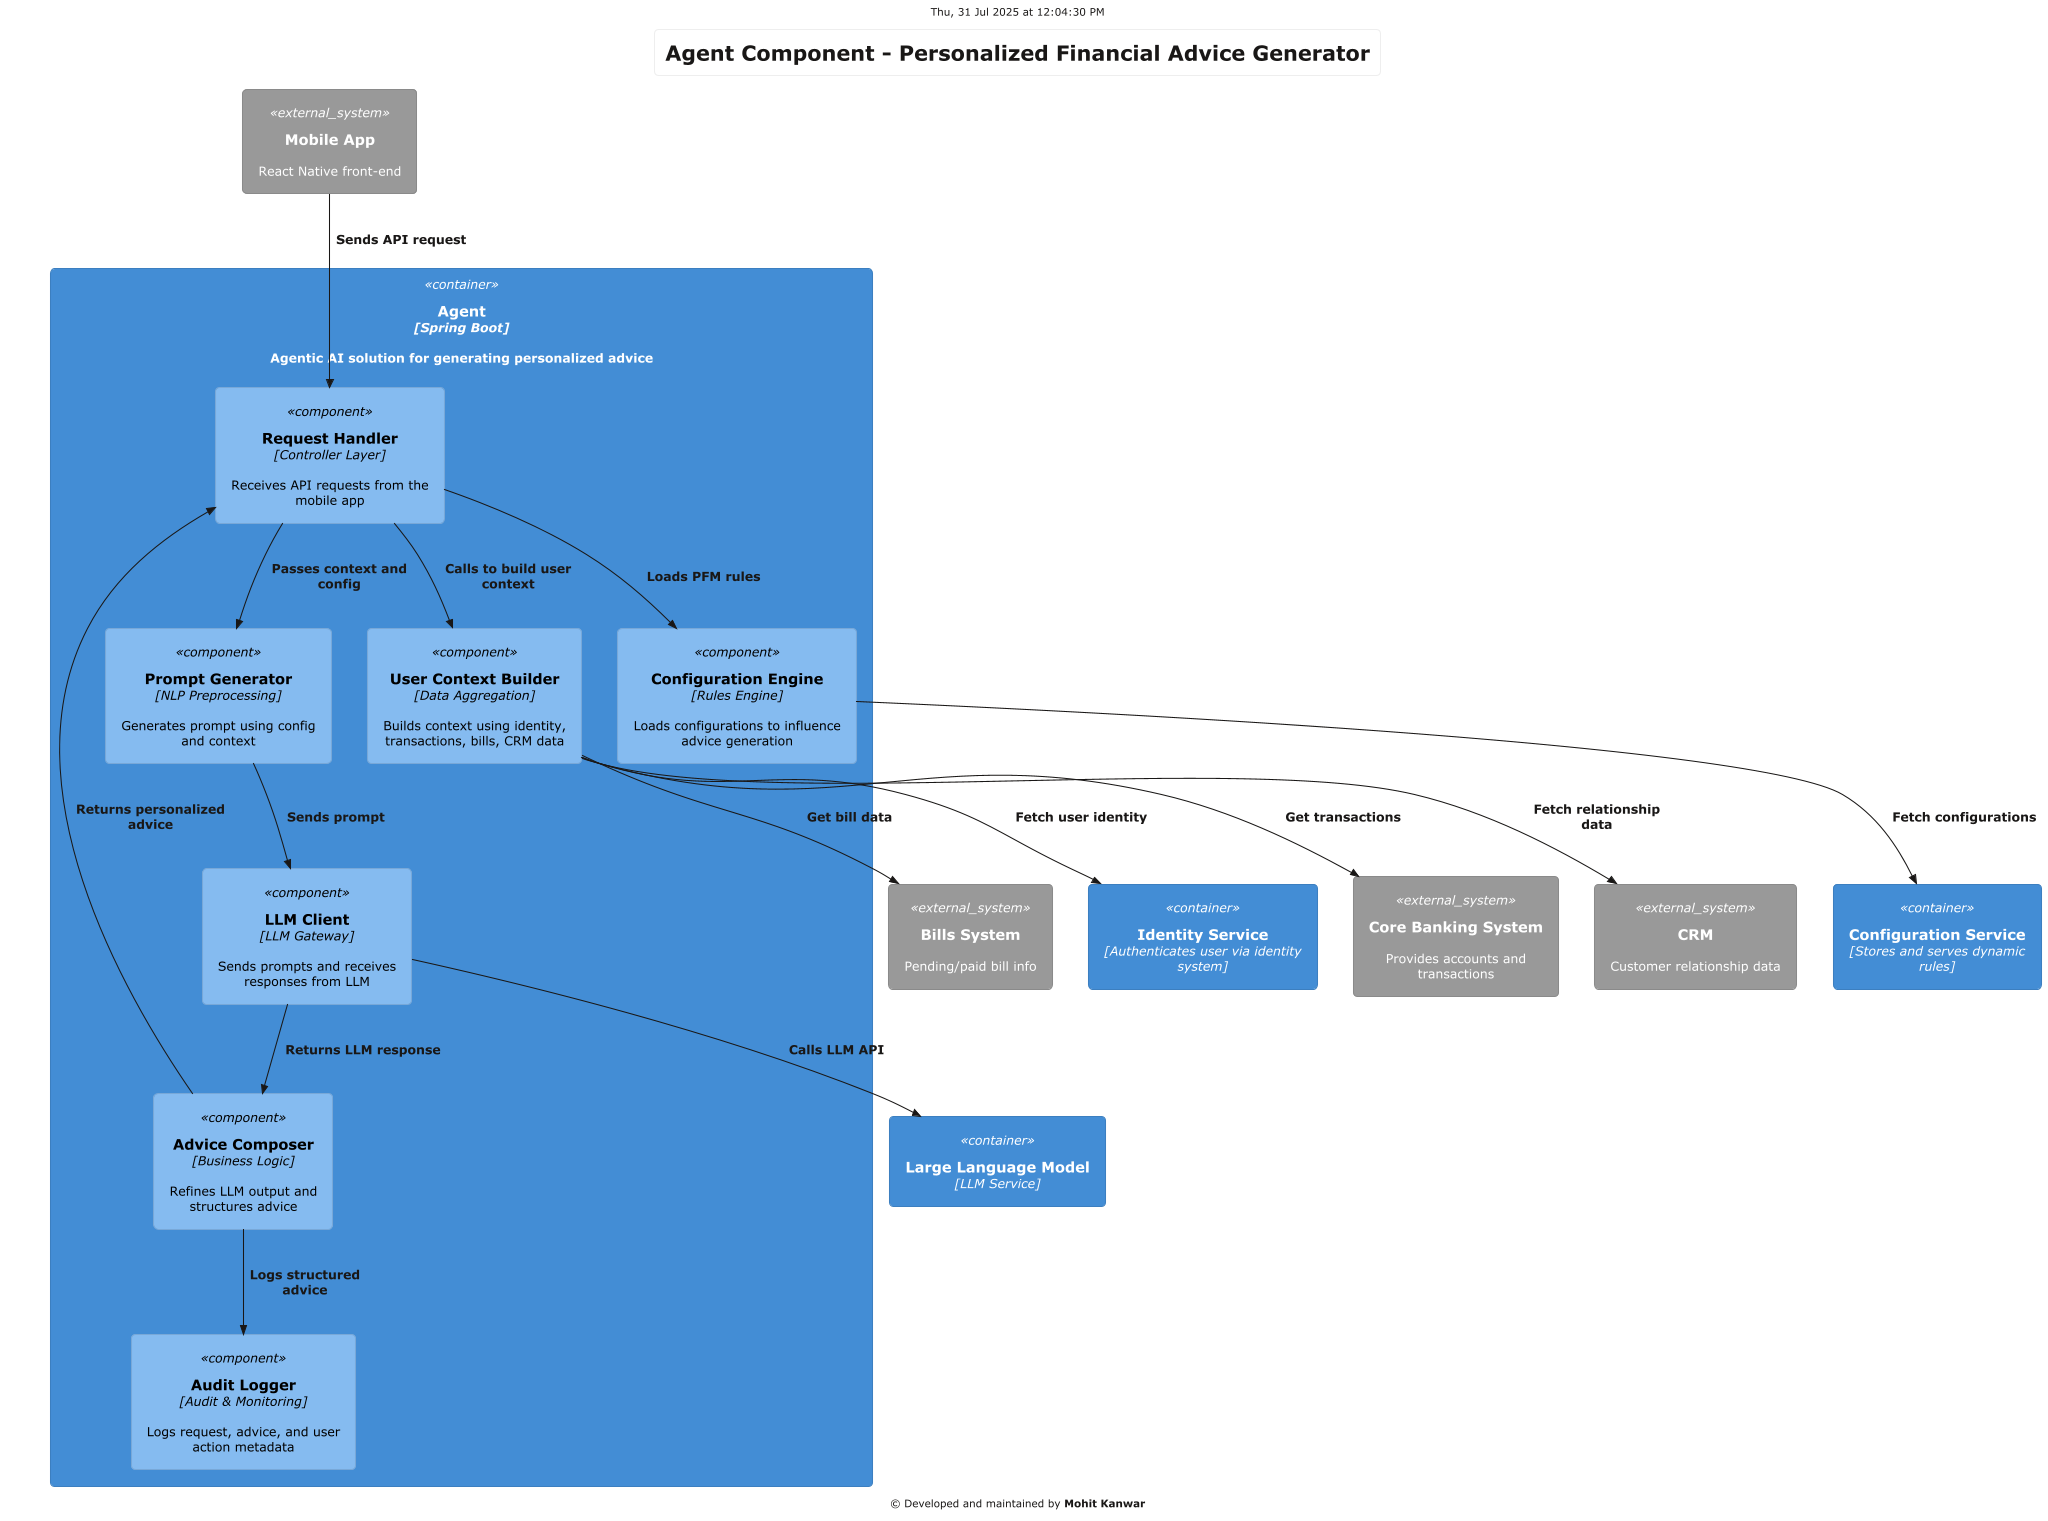 Thu, 31 Jul 2025 at 12:04:30 PM
Agent Component - Personalized Financial Advice Generator
«external_system»
Mobile App
React Native front-end
Sends API request
«container»
Agent
[Spring Boot]
Agentic AI solution for generating personalized advice
«component»
Request Handler
[Controller Layer]
Receives API requests from the
mobile app
Passes context and
config
Calls to build user
context
Loads PFM rules
«component»
Prompt Generator
[NLP Preprocessing]
Generates prompt using config
and context
«component»
User Context Builder
[Data Aggregation]
Builds context using identity,
transactions, bills, CRM data
«component»
Configuration Engine
[Rules Engine]
Loads configurations to influence
advice generation
Returns personalized
advice
Sends prompt
Get bill data
Fetch user identity
Get transactions
Fetch relationship
data
Fetch configurations
«component»
LLM Client
[LLM Gateway]
Sends prompts and receives
responses from LLM
«external_system»
Bills System
Pending/paid bill info
«container»
Identity Service
[Authenticates user via identity
system]
«external_system»
Core Banking System
Provides accounts and
transactions
«external_system»
CRM
Customer relationship data
«container»
Configuration Service
[Stores and serves dynamic
rules]
Returns LLM response
Calls LLM API
«component»
Advice Composer
[Business Logic]
Refines LLM output and
structures advice
«container»
Large Language Model
[LLM Service]
Logs structured
advice
«component»
Audit Logger
[Audit & Monitoring]
Logs request, advice, and user
action metadata
© Developed and maintained by Mohit Kanwar